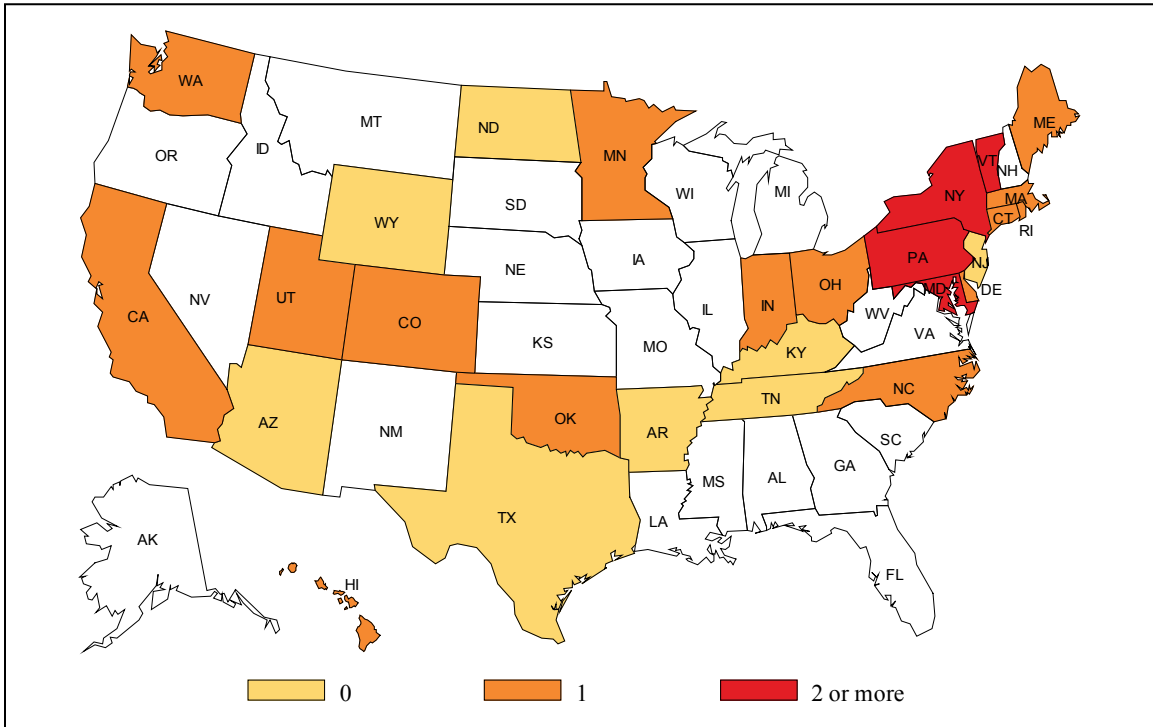 WA
ME
MT
ND
MN
VT
NH
ID
OR
WI
MI
NY
MA
SD
WY
CT
RI
PA
IA
NE
NJ
OH
MD
DE
NV
UT
IN
IL
WV
CA
CO
VA
KS
MO
KY
NC
TN
OK
AZ
NM
AR
SC
GA
MS
AL
TX
LA
AK
FL
HI
0
1
2 or more